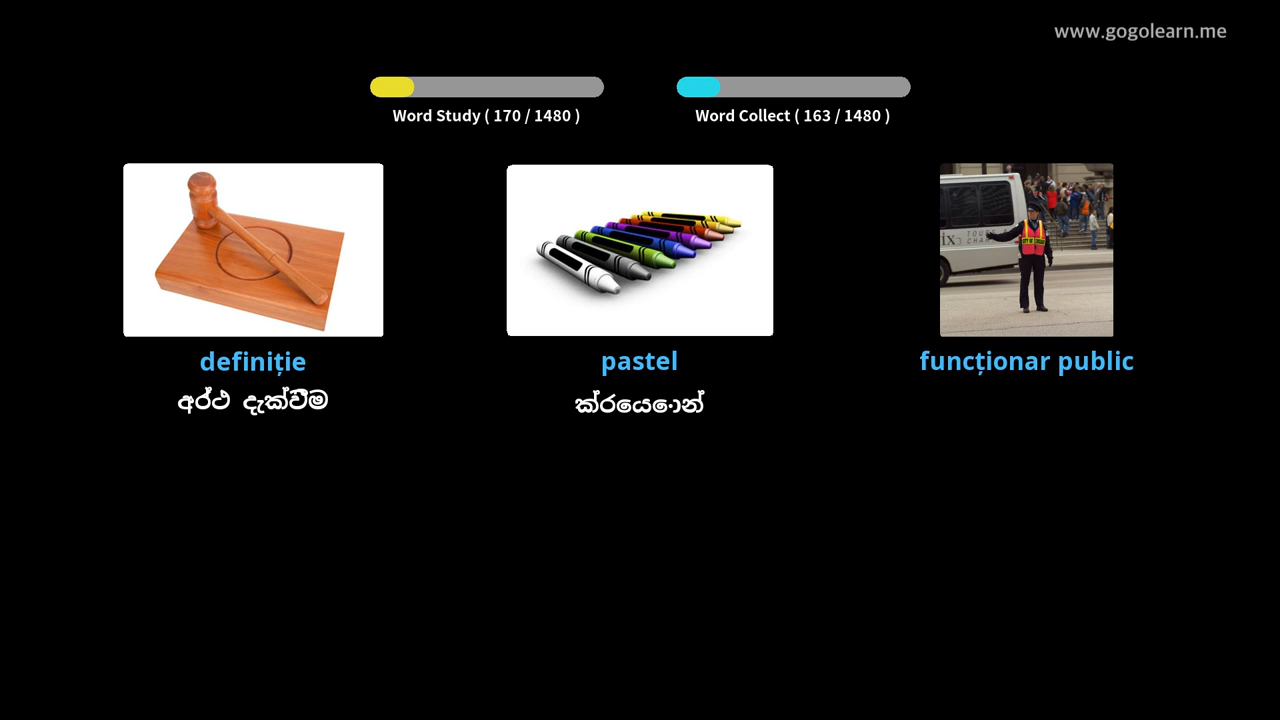 www.gogolearn.me
Word Study ( 170 / 1480 )
Word Collect ( 163 / 1480 )
definiție
pastel
funcționar public
අර්ථ දැක්වීම
ක්රයෙොන්